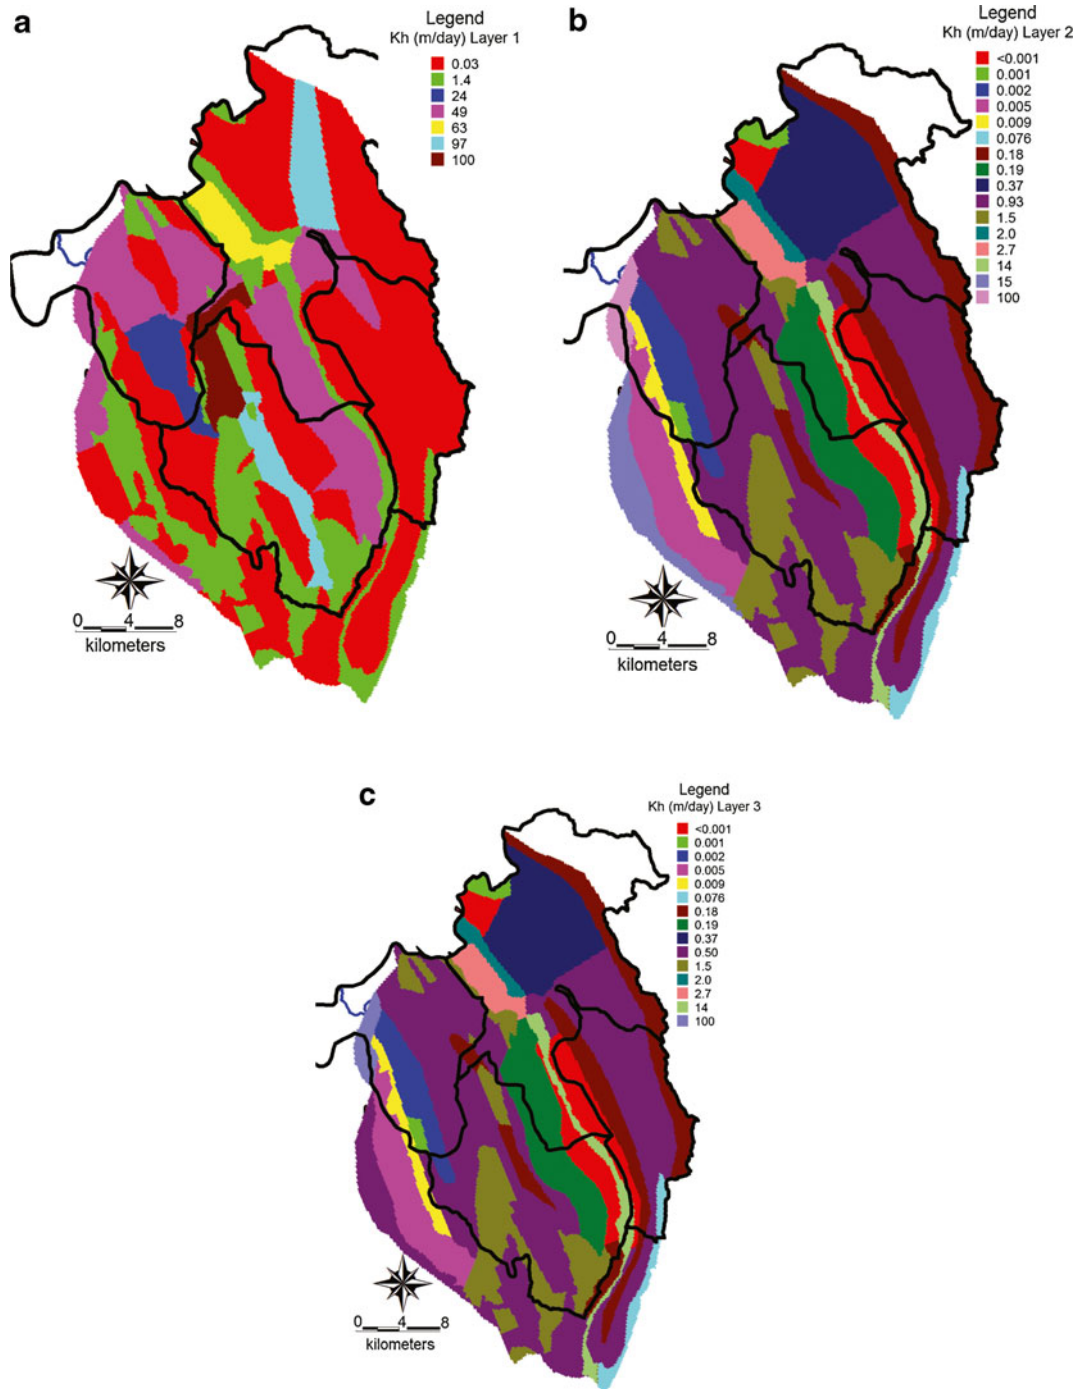 a
Legend
Kh (m/day) Layer 1
0.03
1.4
24
49
63
97
100
0 4 8
kilometers
b
Legend
Kh (m/day) Layer 2
<0.001
0.001
0.002
0.005
0.009
0.076
0.18
0.19
0.37
0.93
1.5
2.0
2.7
14
15
100
0 4 8
kilometers
c
Legend
Kh (m/day) Layer 3
<0.001
0.001
0.002
0.005
0.009
0.076
0.18
0.19
0.37
0.50
1.5
2.0
2.7
14
100
0 4 8
kilometers